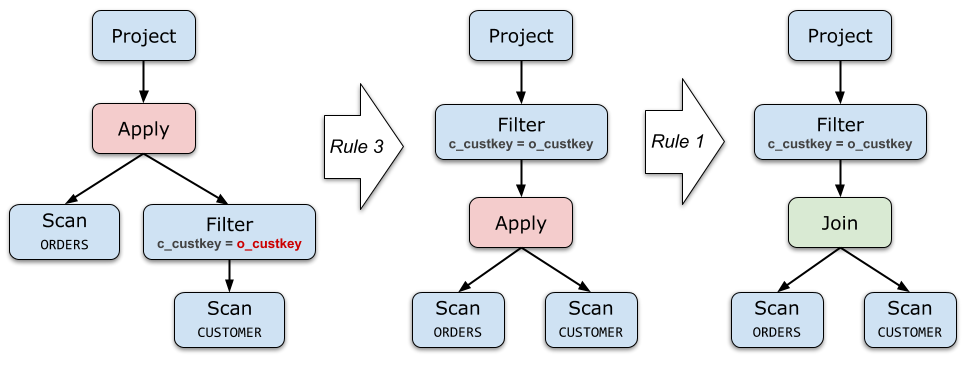 Project
Apply
Scan
ORDERS
Filter
c_custkey = o_custkey
Scan
CUSTOMER
Rule 3
Project
Filter
c_custkey = o_custkey
Apply
Scan
ORDERS
Scan
CUSTOMER
Rule 1
Project
Filter
c_custkey = o_custkey
Join
Scan
ORDERS
Scan
CUSTOMER